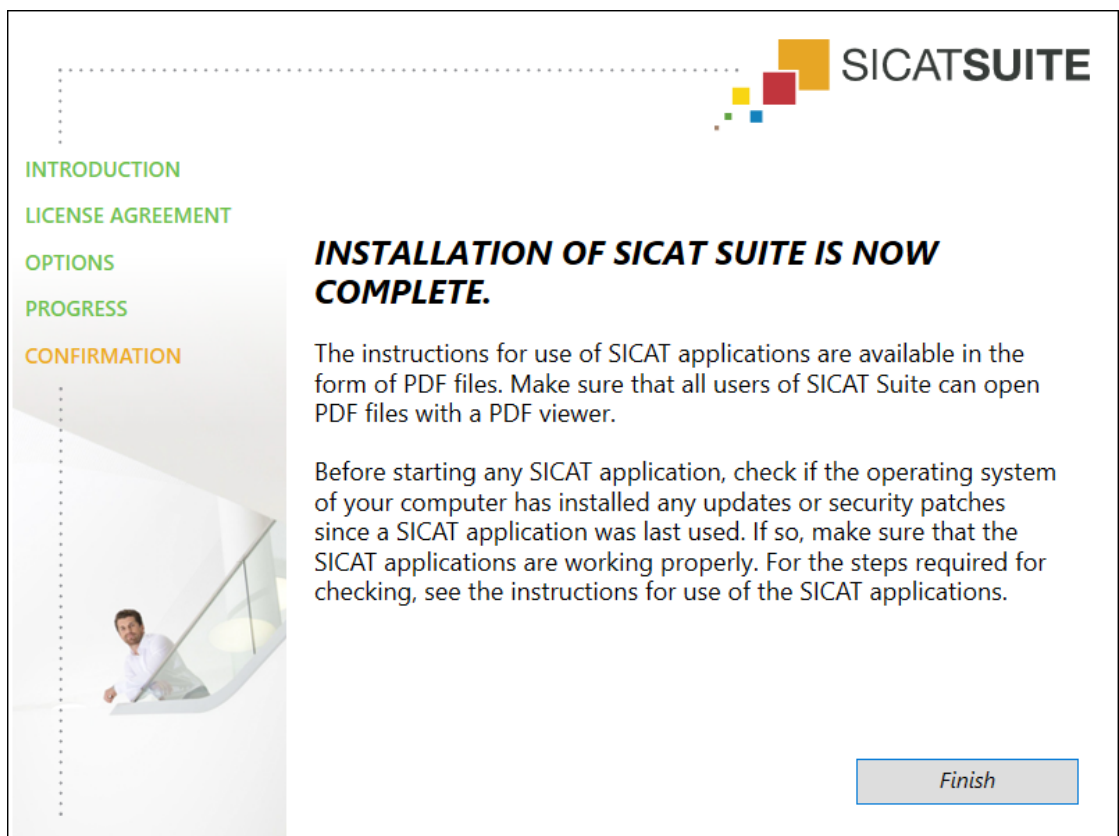 SICATSUITE
INTRODUCTION
LICENSE AGREEMENT
OPTIONS
PROGRESS
CONFIRMATION
INSTALLATION OF SICAT SUITE IS NOW
COMPLETE.
The instructions for use of SICAT applications are available in the
form of PDF files. Make sure that all users of SICAT Suite can open
PDF files with a PDF viewer.
Before starting any SICAT application, check if the operating system
of your computer has installed any updates or security patches
since a SICAT application was last used. If so, make sure that the
SICAT applications are working properly. For the steps required for
checking, see the instructions for use of the SICAT applications.
Finish